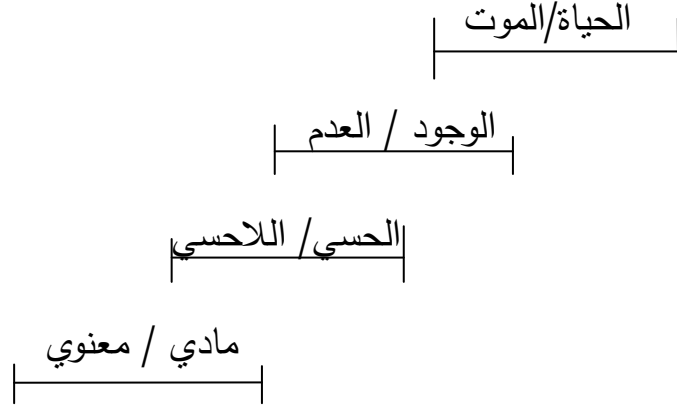 الحياة/الموت
الوجود / العدم
الحسي/ اللاحسي
مادي / معنوي